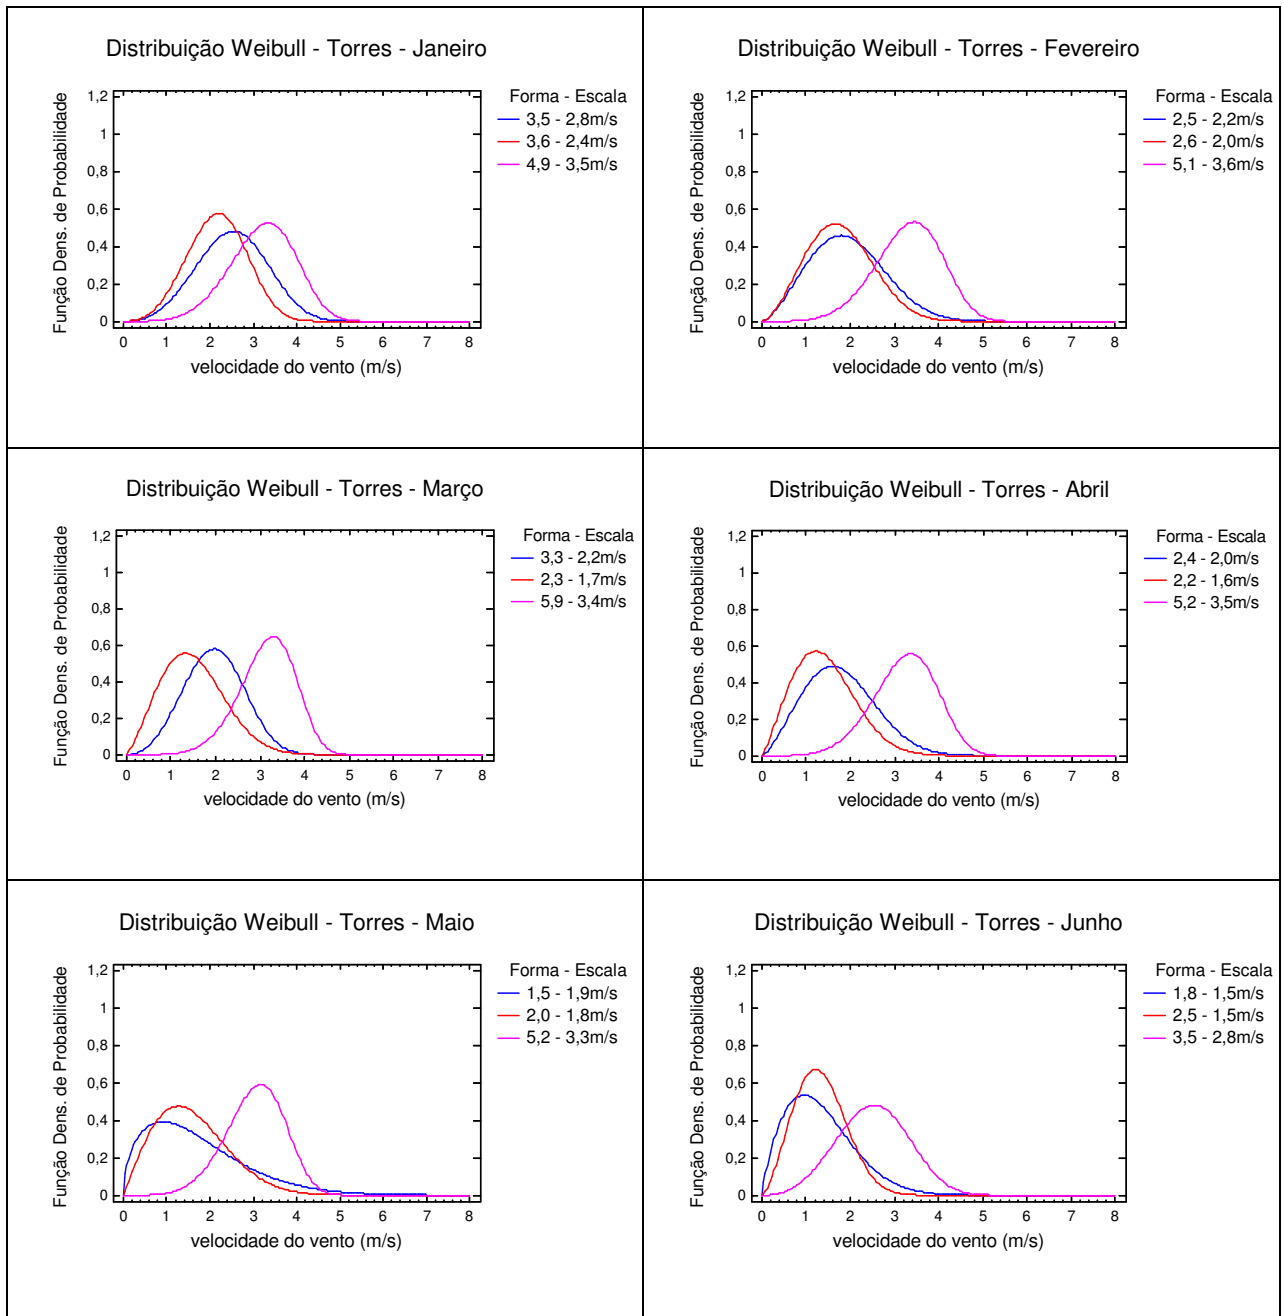 Distribuição Weibull - Torres - Janeiro
Função Dens. de Probabilidade
1,2
1
0,8
0,6
0,4
0,2
0
0 1 2 3 4 5 6 7 8
velocidade do vento (m/s)
Forma - Escala
3,5 - 2,8m/s
3,6 - 2,4m/s
4,9 - 3,5m/s
Distribuição Weibull - Torres - Fevereiro
Função Dens. de Probabilidade
1,2
1
0,8
0,6
0,4
0,2
0
0 1 2 3 4 5 6 7 8
velocidade do vento (m/s)
Forma - Escala
2,5 - 2,2m/s
2,6 - 2,0m/s
5,1 - 3,6m/s
Distribuição Weibull - Torres - Março
Função Dens. de Probabilidade
1,2
1
0,8
0,6
0,4
0,2
0
0 1 2 3 4 5 6 7 8
velocidade do vento (m/s)
Forma - Escala
3,3 - 2,2m/s
2,3 - 1,7m/s
5,9 - 3,4m/s
Distribuição Weibull - Torres - Abril
Função Dens. de Probabilidade
1,2
1
0,8
0,6
0,4
0,2
0
0 1 2 3 4 5 6 7 8
velocidade do vento (m/s)
Forma - Escala
2,4 - 2,0m/s
2,2 - 1,6m/s
5,2 - 3,5m/s
Distribuição Weibull - Torres - Maio
Função Dens. de Probabilidade
1,2
1
0,8
0,6
0,4
0,2
0
0 1 2 3 4 5 6 7 8
velocidade do vento (m/s)
Forma - Escala
1,5 - 1,9m/s
2,0 - 1,8m/s
5,2 - 3,3m/s
Distribuição Weibull - Torres - Junho
Função Dens. de Probabilidade
1,2
1
0,8
0,6
0,4
0,2
0
0 1 2 3 4 5 6 7 8
velocidade do vento (m/s)
Forma - Escala
1,8 - 1,5m/s
2,5 - 1,5m/s
3,5 - 2,8m/s